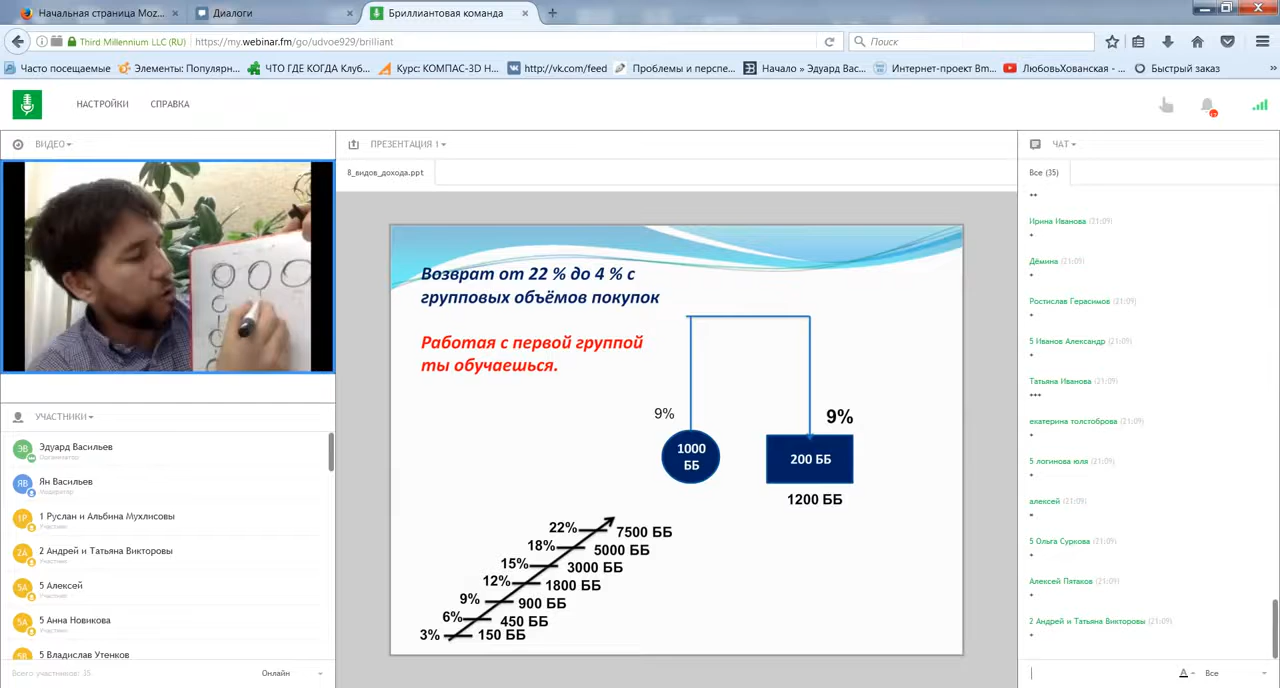 Начальная страница Moz...
Диалоги
Бриллиантовая команда
Third Millennium LLC (RU)
https://my.webinar.fm/go/udvoe929/brilliant
Поиск
Часто посещаемые
Элементы: Популярн...
ЧТО ГДЕ КОГДА Клуб...
Курс: КОМПАС-3D Н...
http://vk.com/feed
Проблемы и перспе...
Начало » Эдуард Вас...
Интернет-проект Вm...
ЛюбовьХованская - ...
Быстрый заказ
НАСТРОЙКИ
СПРАВКА
ВИДЕО
УЧАСТНИКИ
ЭВ
Эдуард Васильев
Организатор
ЯВ
Ян Васильев
Модератор
1Р
1 Руслан и Альбина Мухлисовы
Участник
2А
2 Андрей и Татьяна Викторовы
Участник
5А
5 Алексей
Участник
5А
5 Анна Новикова
Участник
5В
5 Владислав Утенков
Всего участников: 35
Онлайн
ПРЕЗЕНТАЦИЯ 1
8_видов_дохода.ppt
Возврат от 22 % до 4 % с
групповых объёмов покупок
Работая с первой группой
ты обучаешься.
9%
9%
1000
ББ
200 ББ
1200 ББ
22%
7500 ББ
18%
5000 ББ
15%
3000 ББ
12%
1800 ББ
9%
900 ББ
6%
450 ББ
3%
150 ББ
ЧАТ
Все (35)
**
Ирина Иванова (21:09)
+
Дёмина (21:09)
+
Ростислав Герасимов (21:09)
+
5 Иванов Александр (21:09)
+
Татьяна Иванова (21:09)
+++
екатерина толстоброва (21:09)
+
5 логинова юля (21:09)
+
алексей (21:09)
+
5 Ольга Суркова (21:09)
+
Алексей Пятаков (21:09)
+
2 Андрей и Татьяна Викторовы (21:09)
+
А
Все